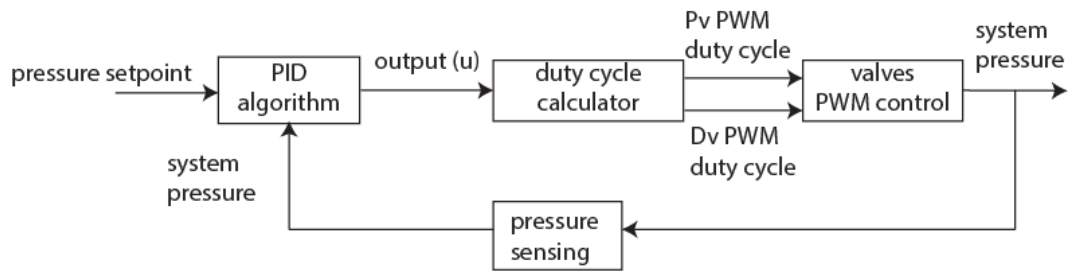 pressure setpoint
PID
algorithm
output (u)
duty cycle
calculator
Pv PWM
duty cycle
Dv PWM
duty cycle
valves
PWM control
system
pressure
system
pressure
pressure
sensing